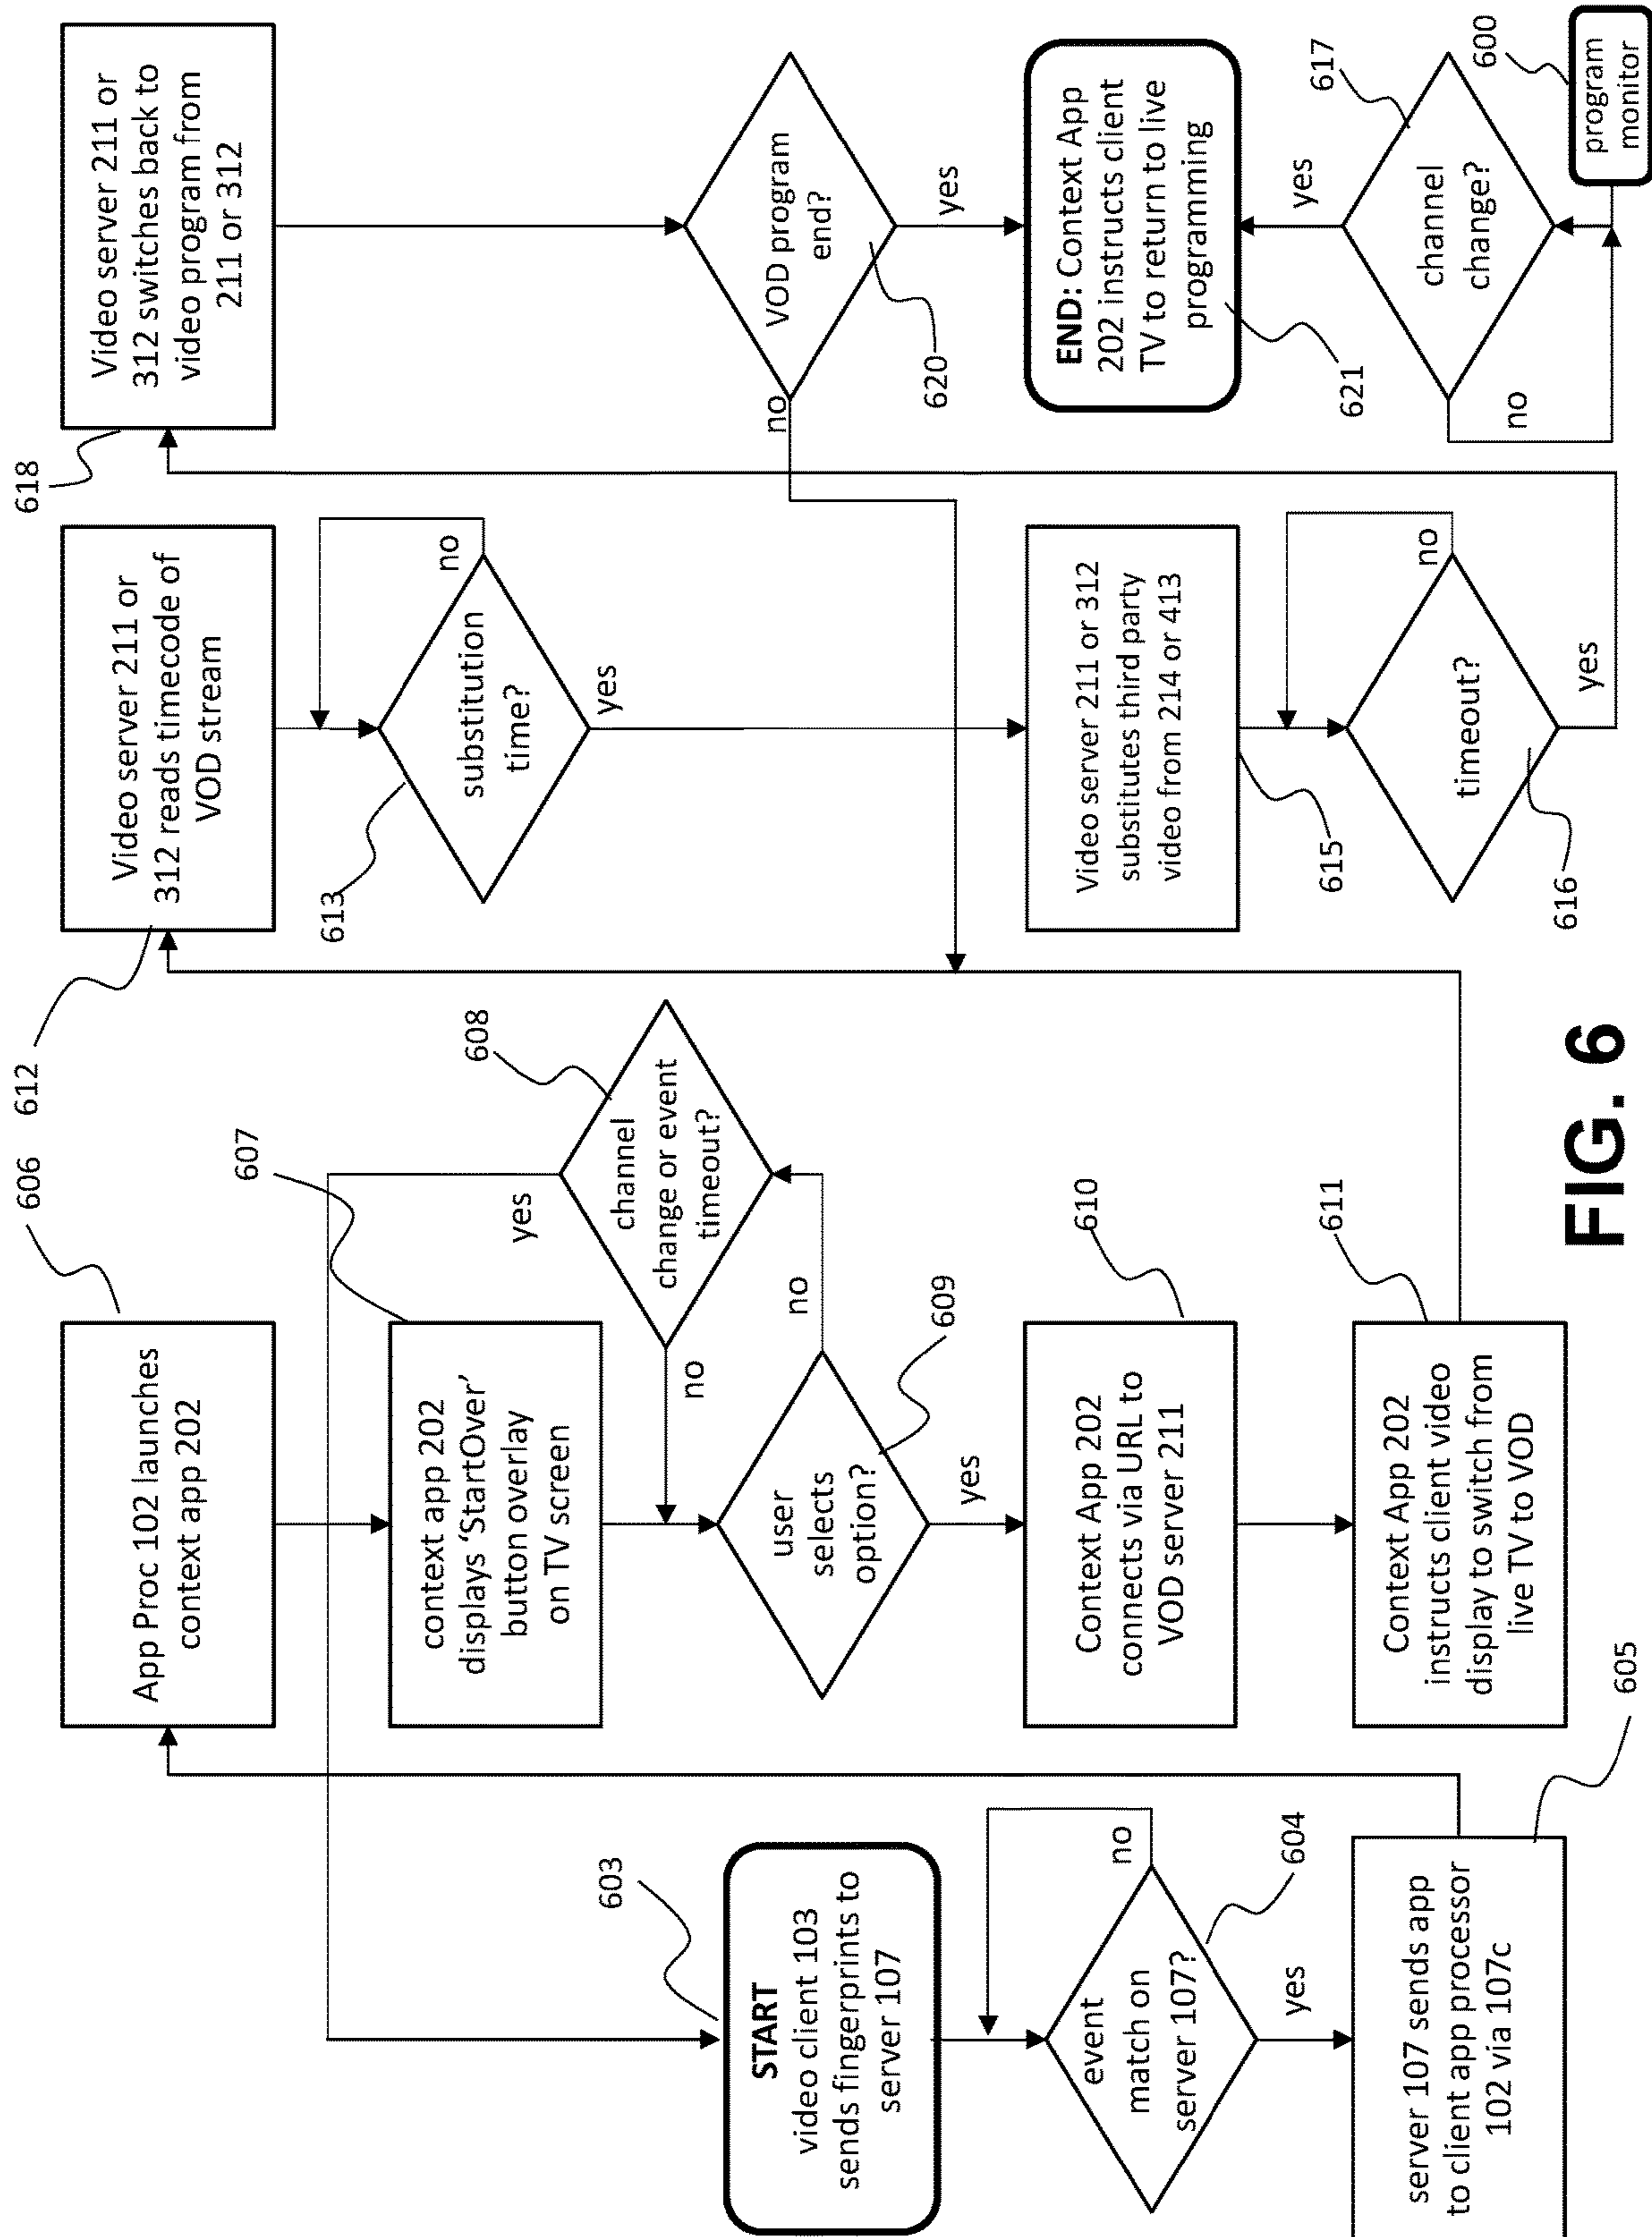 603
START
video client 103
sends fingerprints to
server 107
event
match on
server 107?
no
604
yes
server 107 sends app
to client app processor
102 via 107c
605
606
App Proc 102 launches
context app 202
607
context app 202
displays ‘StartOver’
button overlay
on TV screen
608
channel
change or event
timeout?
yes
no
user
selects
option?
no
609
yes
Context App 202
connects via URL to
VOD server 211
610
Context App 202
instructs client video
display to switch from
live TV to VOD
611
612
Video server 211 or
312 reads timecode of
VOD stream
613
substitution
time?
no
yes
Video server 211 or 312
substitutes third party
video from 214 or 413
615
timeout?
no
616
yes
618
Video server 211 or
312 switches back to
video program from
211 or 312
VOD program
end?
no
620
yes
END: Context App
202 instructs client
TV to return to live
programming
621
yes
617
channel
change?
no
600
program
monitor
FIG. 6